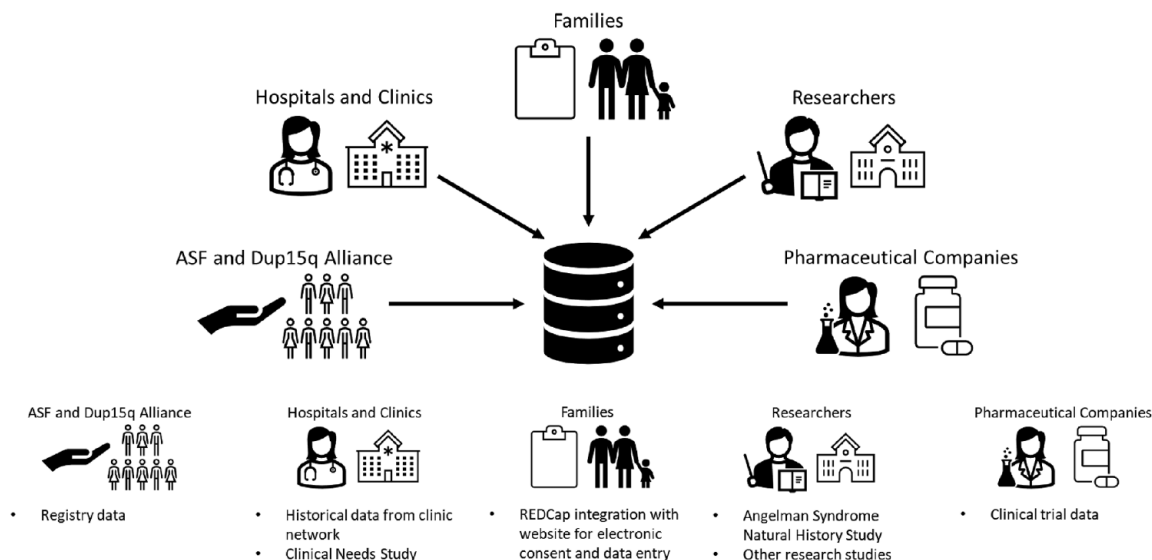 Families
Hospitals and Clinics
Researchers
ASF and Dup15q Alliance
Pharmaceutical Companies
ASF and Dup15q Alliance
Hospitals and Clinics
Families
Researchers
Pharmaceutical Companies
• Registry data
• Historical data from clinic
network
• Clinical Needs Study
• REDCap integration with
website for electronic
consent and data entry
• Angelman Syndrome
Natural History Study
• Other research studies
• Clinical trial data